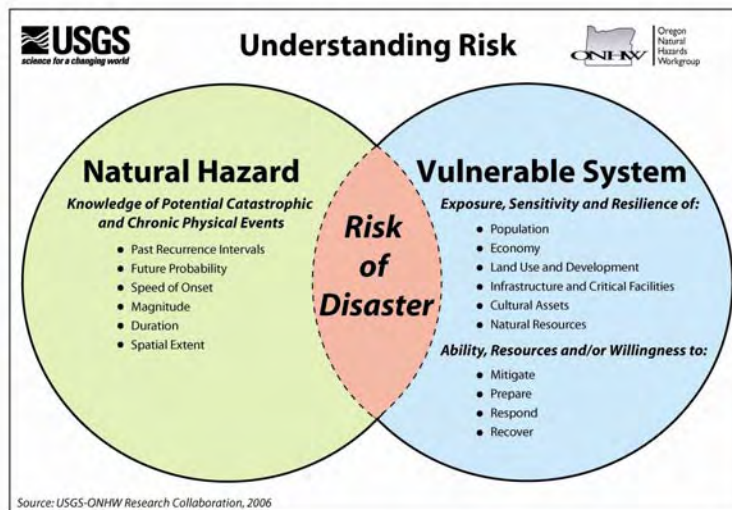 USGS
science for a changing world
Understanding Risk
ONHW
Oregon
Natural
Hazards
Workgroup
Natural Hazard
Knowledge of Potential Catastrophic
and Chronic Physical Events
• Past Recurrence Intervals
• Future Probability
• Speed of Onset
• Magnitude
• Duration
• Spatial Extent
Risk
of
Disaster
Vulnerable System
Exposure, Sensitivity and Resilience of:
• Population
• Economy
• Land Use and Development
• Infrastructure and Critical Facilities
• Cultural Assets
• Natural Resources
Ability, Resources and/or Willingness to:
• Mitigate
• Prepare
• Respond
• Recover
Source: USGS-ONHW Research Collaboration, 2006